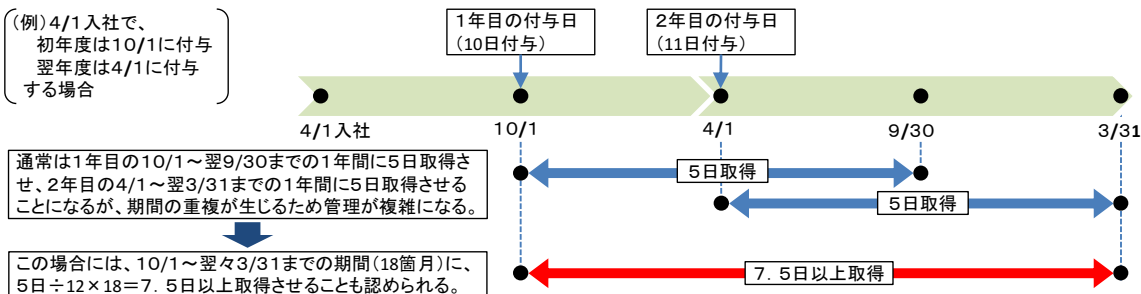 (例)4/1入社で、
初年度は10/1に付与
翌年度は4/1に付与
する場合
1年目の付与日
(10日付与)
2年目の付与日
(11日付与)
4/1入社
10/1
4/1
9/30
3/31
通常は1年目の10/1～翌9/30までの1年間に5日取得さ
せ、2年目の4/1～翌3/31までの1年間に5日取得させる
ことになるが、期間の重複が生じるため管理が複雑になる。
5日取得
5日取得
この場合には、10/1～翌々3/31までの期間(18箇月)に、
5日÷12×18＝7．5日以上取得させることも認められる。
7．5日以上取得